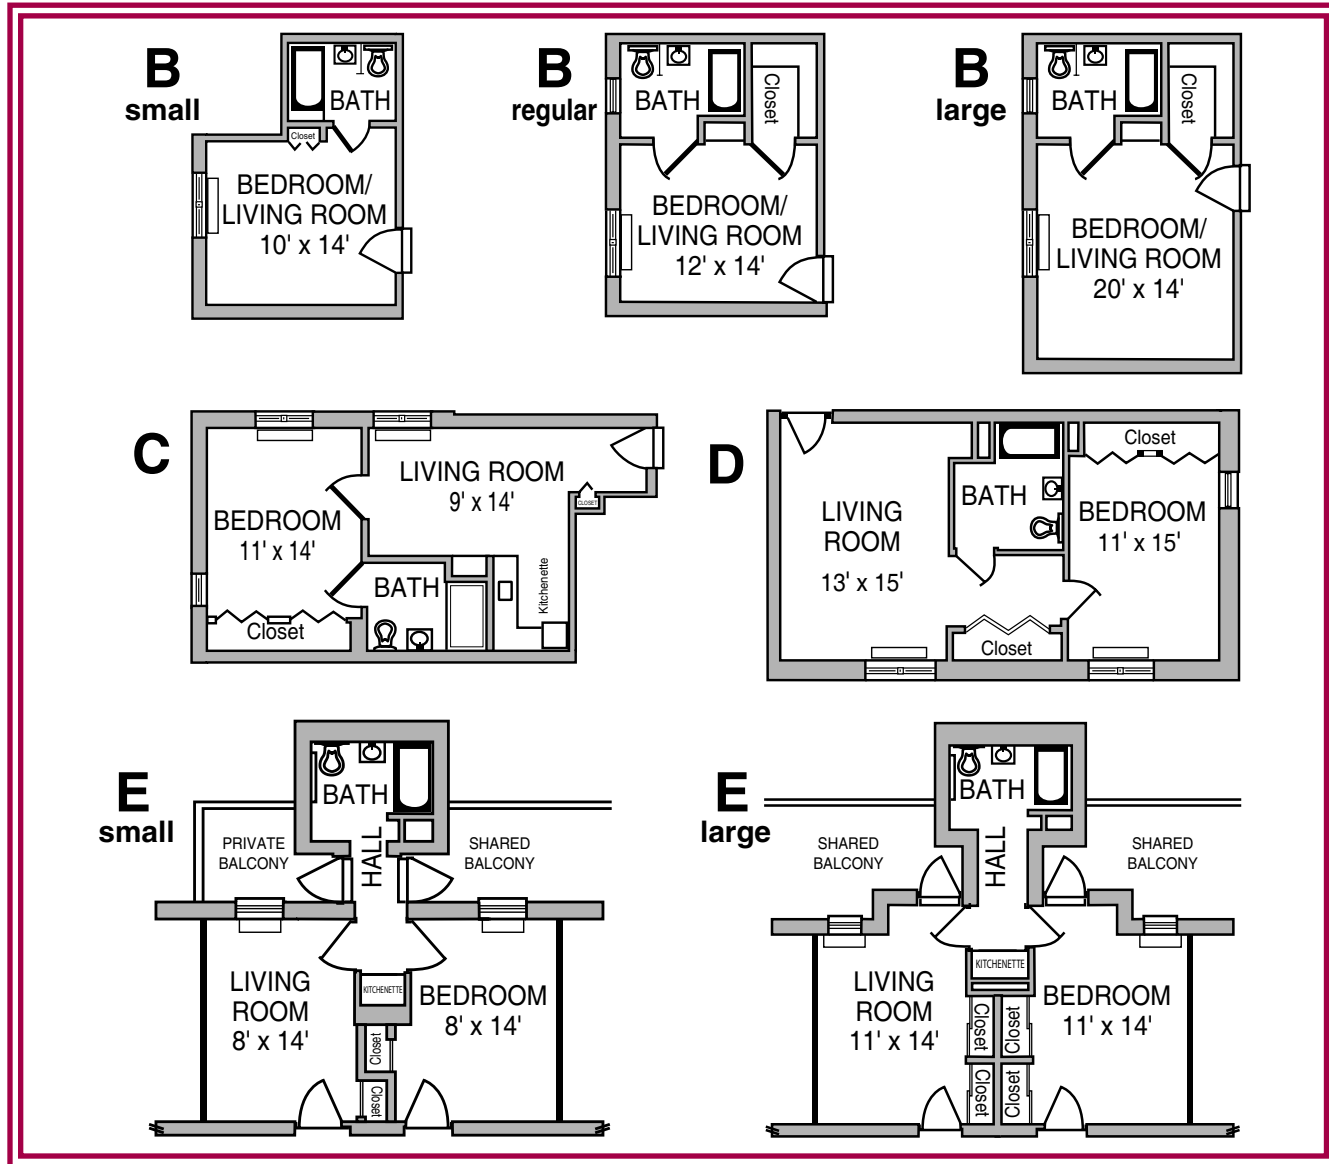 B
small
BATH
Closet
BEDROOM/
LIVING ROOM
10' x 14'
B
regular
BATH
Closet
BEDROOM/
LIVING ROOM
12' x 14'
B
large
BATH
Closet
BEDROOM/
LIVING ROOM
20' x 14'
C
LIVING ROOM
9' x 14'
CLOSET
BEDROOM
11' x 14'
BATH
Kitchenette
Closet
D
Closet
BATH
LIVING
ROOM
13' x 15'
BEDROOM
11' x 15'
Closet
E
small
BATH
PRIVATE
BALCONY
HALL
SHARED
BALCONY
LIVING
ROOM
8' x 14'
KITCHENETTE
BEDROOM
8' x 14'
Closet
Closet
E
large
BATH
SHARED
BALCONY
HALL
SHARED
BALCONY
KITCHENETTE
LIVING
ROOM
11' x 14'
BEDROOM
11' x 14'
Closet
Closet
Closet
Closet